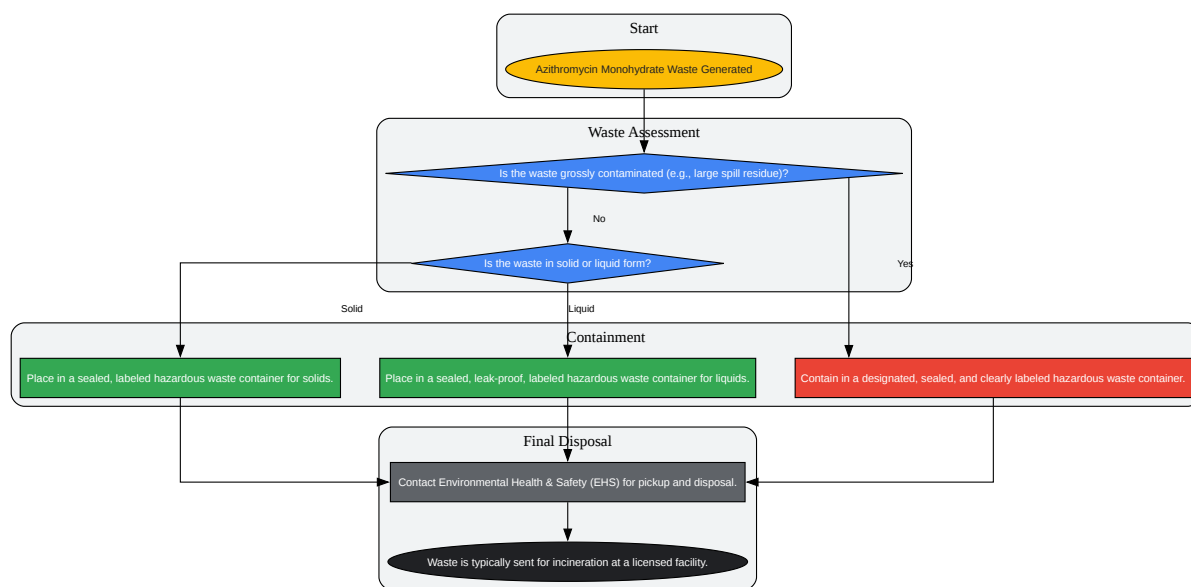 Start
Azithromycin Monohydrate Waste Generated
Waste Assessment
Is the waste grossly contaminated (e.g., large spill residue)?
No
Is the waste in solid or liquid form?
Yes
Solid
Liquid
Containment
Place in a sealed, labeled hazardous waste container for solids.
Place in a sealed, leak-proof, labeled hazardous waste container for liquids.
Contain in a designated, sealed, and clearly labeled hazardous waste container.
Final Disposal
Contact Environmental Health & Safety (EHS) for pickup and disposal.
Waste is typically sent for incineration at a licensed facility.